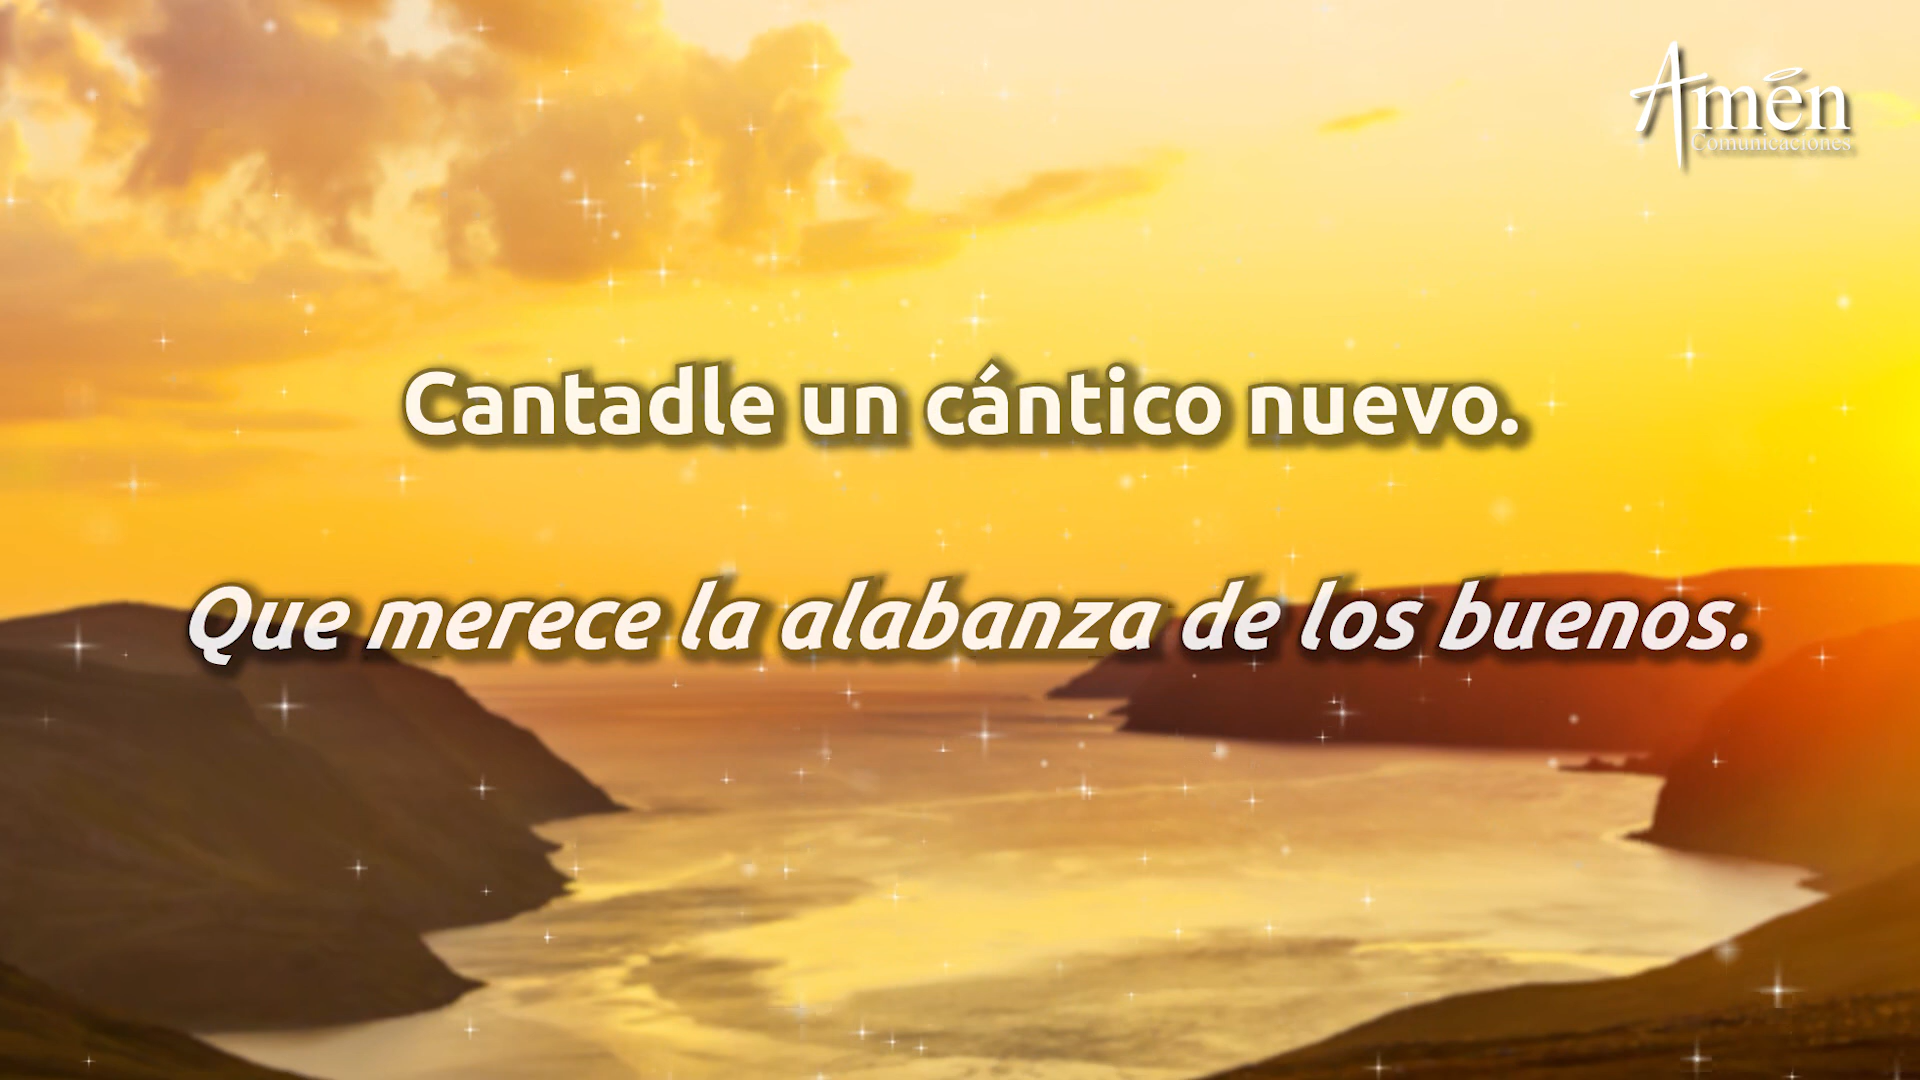 Amén
Comunicaciones
Cantadle un cántico nuevo.
Que merece la alabanza de los buenos.